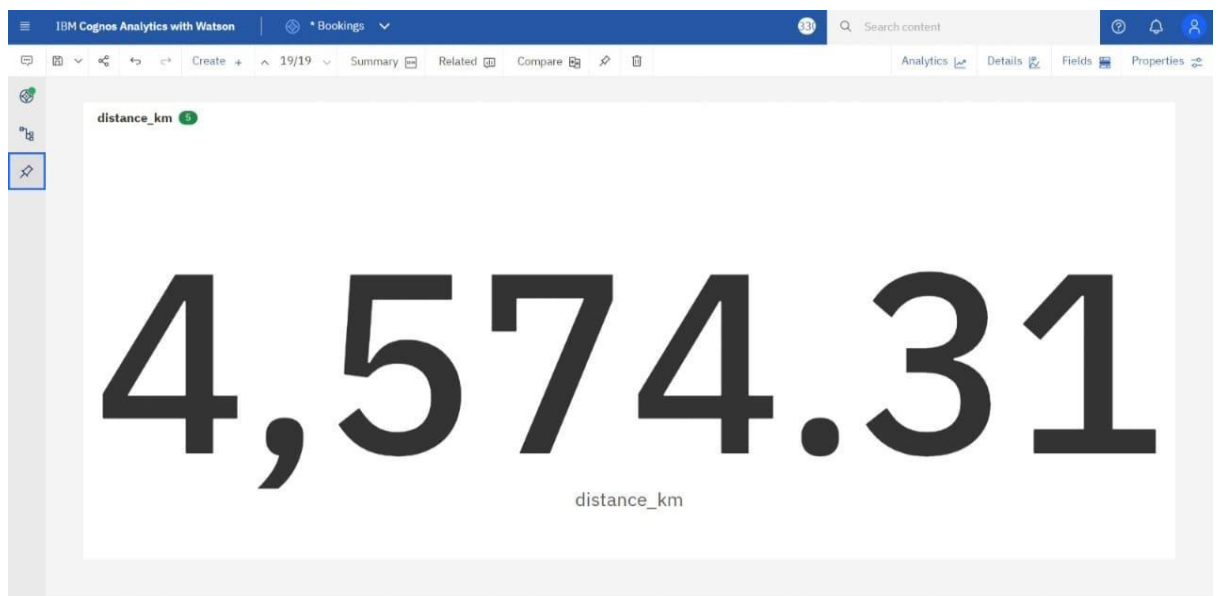 IBM Cognos Analytics with Watson * Bookings Search content
Create + 19/19 Summary Related Compare Analytics Details Fields Properties
distance_km 5
4,574.31
distance_km